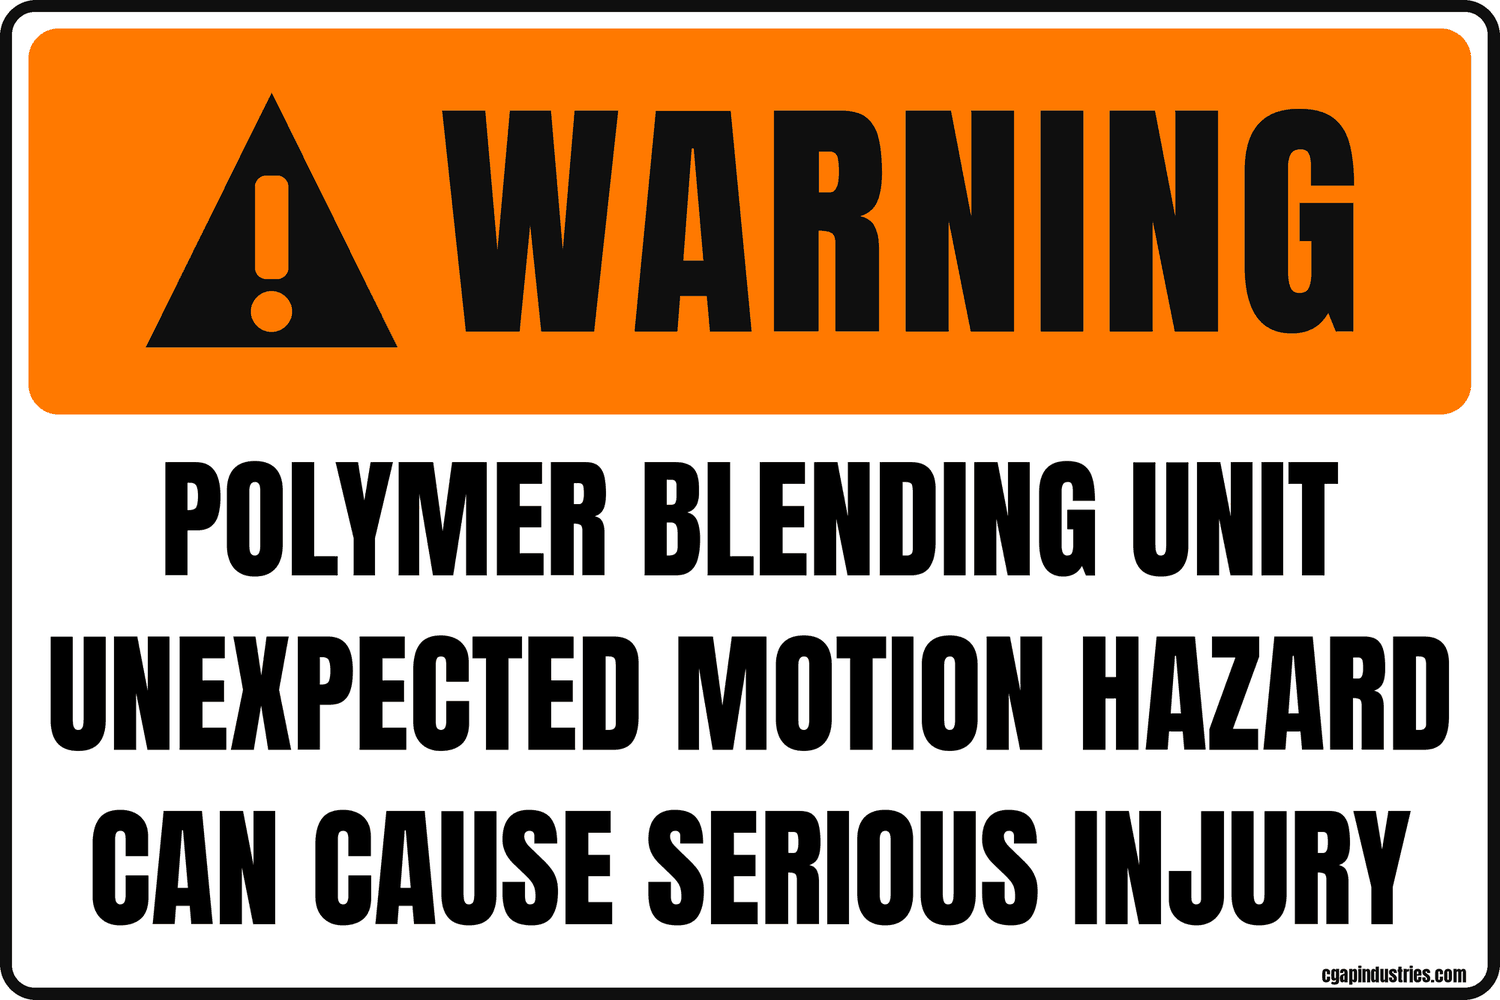 WARNING
POLYMER BLENDING UNIT
UNEXPECTED MOTION HAZARD
CAN CAUSE SERIOUS INJURY
cgapindustries.com